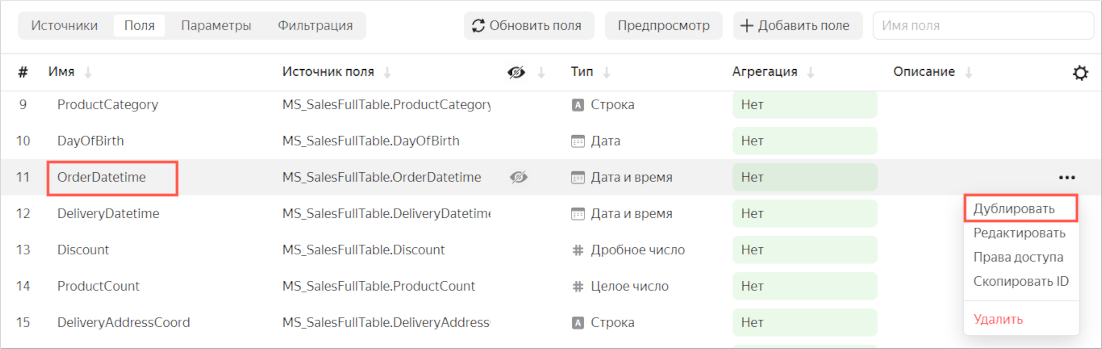 Источники Поля Параметры Фильтрация Обновить поля Предпросмотр + Добавить поле Имя поля
# Имя Источник поля Тип Агрегация Описание
9 ProductCategory MS_SalesFullTable.ProductCategory A Строка Нет
10 DayOfBirth MS_SalesFullTable.DayOfBirth Дата Нет
11 OrderDatetime MS_SalesFullTable.OrderDatetime Дата и время Нет ...
12 DeliveryDatetime MS_SalesFullTable.DeliveryDatetime Дата и время Нет
Дублировать
Редактировать
13 Discount MS_SalesFullTable.Discount # Дробное число Нет
Права доступа
14 ProductCount MS_SalesFullTable.ProductCount # Целое число Нет
Скопировать ID
15 DeliveryAddressCoord MS_SalesFullTable.DeliveryAddress A Строка Нет
Удалить